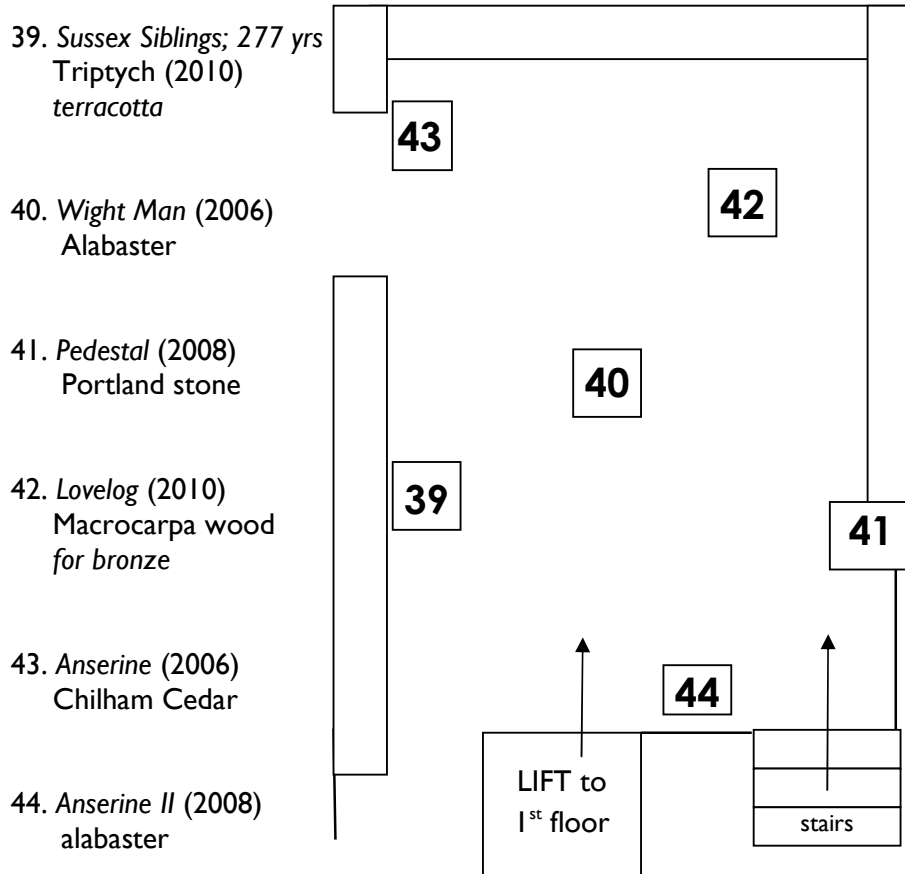 39. Sussex Siblings; 277 yrs
Triptych (2010)
terracotta
40. Wight Man (2006)
Alabaster
41. Pedestal (2008)
Portland stone
42. Lovelog (2010)
Macrocarpa wood
for bronze
43. Anserine (2006)
Chilham Cedar
44. Anserine II (2008)
alabaster
43
42
40
39
41
44
LIFT to
1st floor
stairs